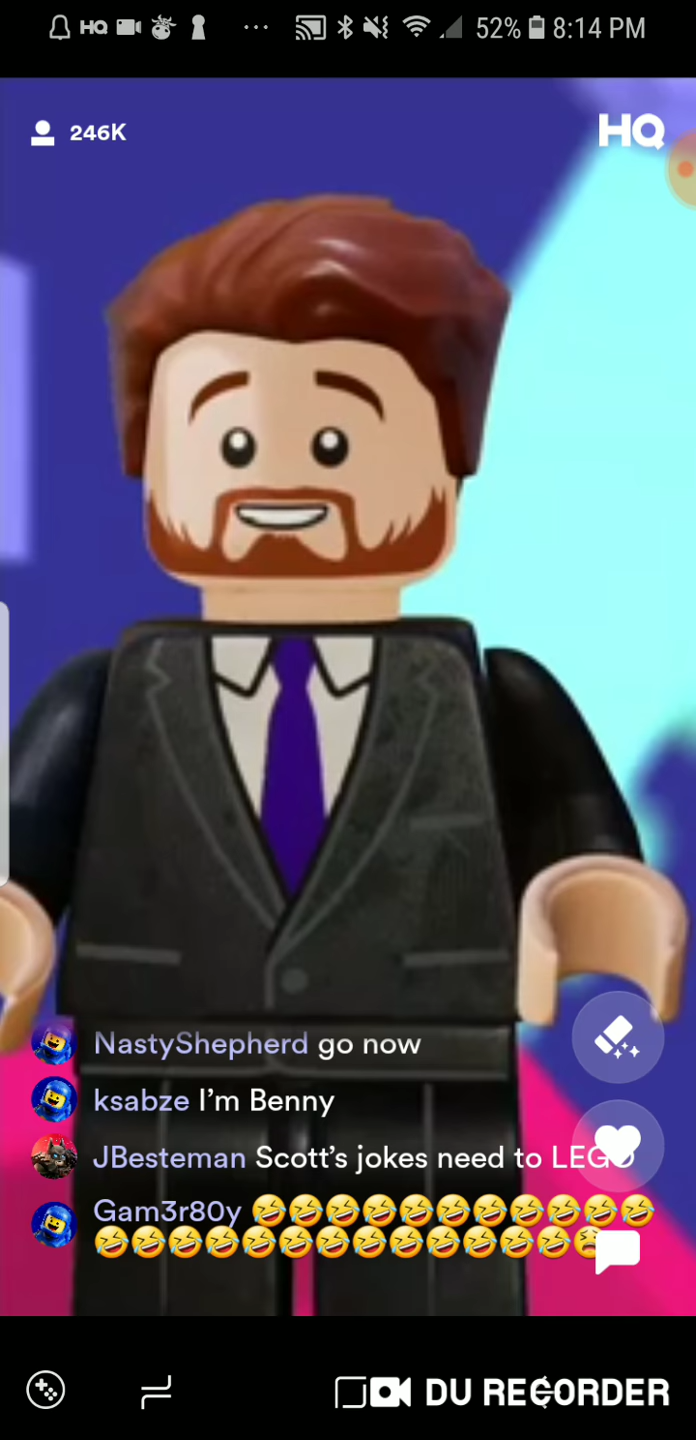 HQ 52% 8:14 PM
246K
HQ
NastyShepherd go now
ksabze I'm Benny
JBesteman Scott's jokes need to LEGO
Gam3r80y 🤣🤣🤣🤣🤣🤣🤣🤣🤣🤣🤣
🤣🤣🤣🤣🤣🤣🤣🤣🤣🤣🤣🤣🤣😫
DU RECORDER